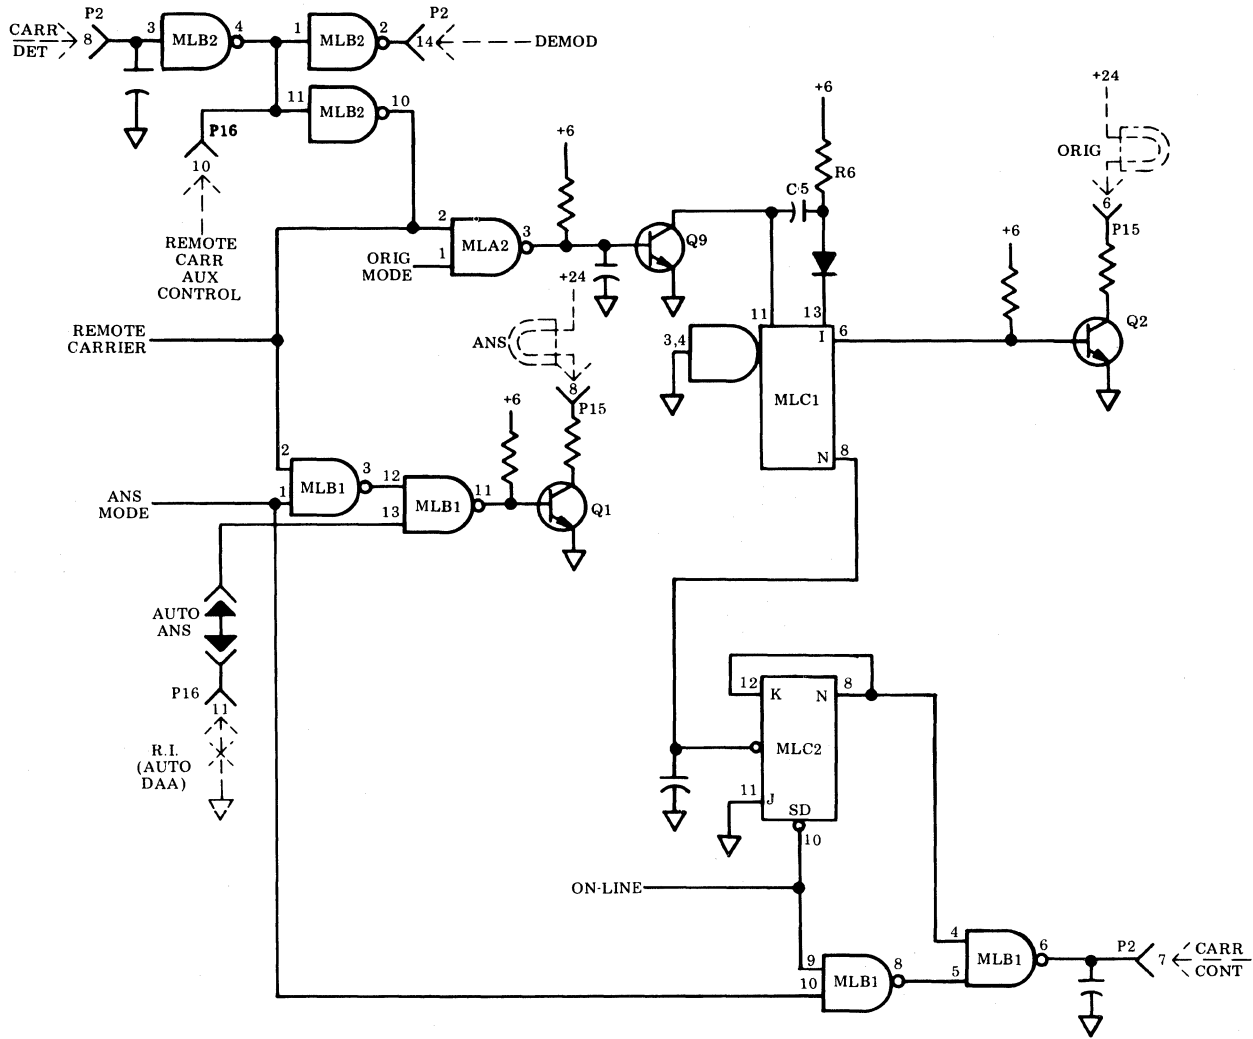 CARR
DET
8
P2
3
MLB2
4
1
MLB2
2
P2
14
DEMOD
11
MLB2
10
P16
10
REMOTE
CARR
AUX
CONTROL
+6
2
MLA2
3
1
ORIG
MODE
Q9
+6
R6
C5
+24
ORIG
6
P15
+6
Q2
REMOTE
CARRIER
+24
ANS
8
P15
3,4
11
13
I
6
MLC1
N
8
+6
2
MLB1
3
1
12
MLB1
11
13
Q1
ANS
MODE
AUTO
ANS
P16
11
R.I.
(AUTO
DAA)
12
K
N
8
MLC2
11
J
SD
10
ON-LINE
9
MLB1
8
10
4
MLB1
6
5
P2
7
CARR
CONT